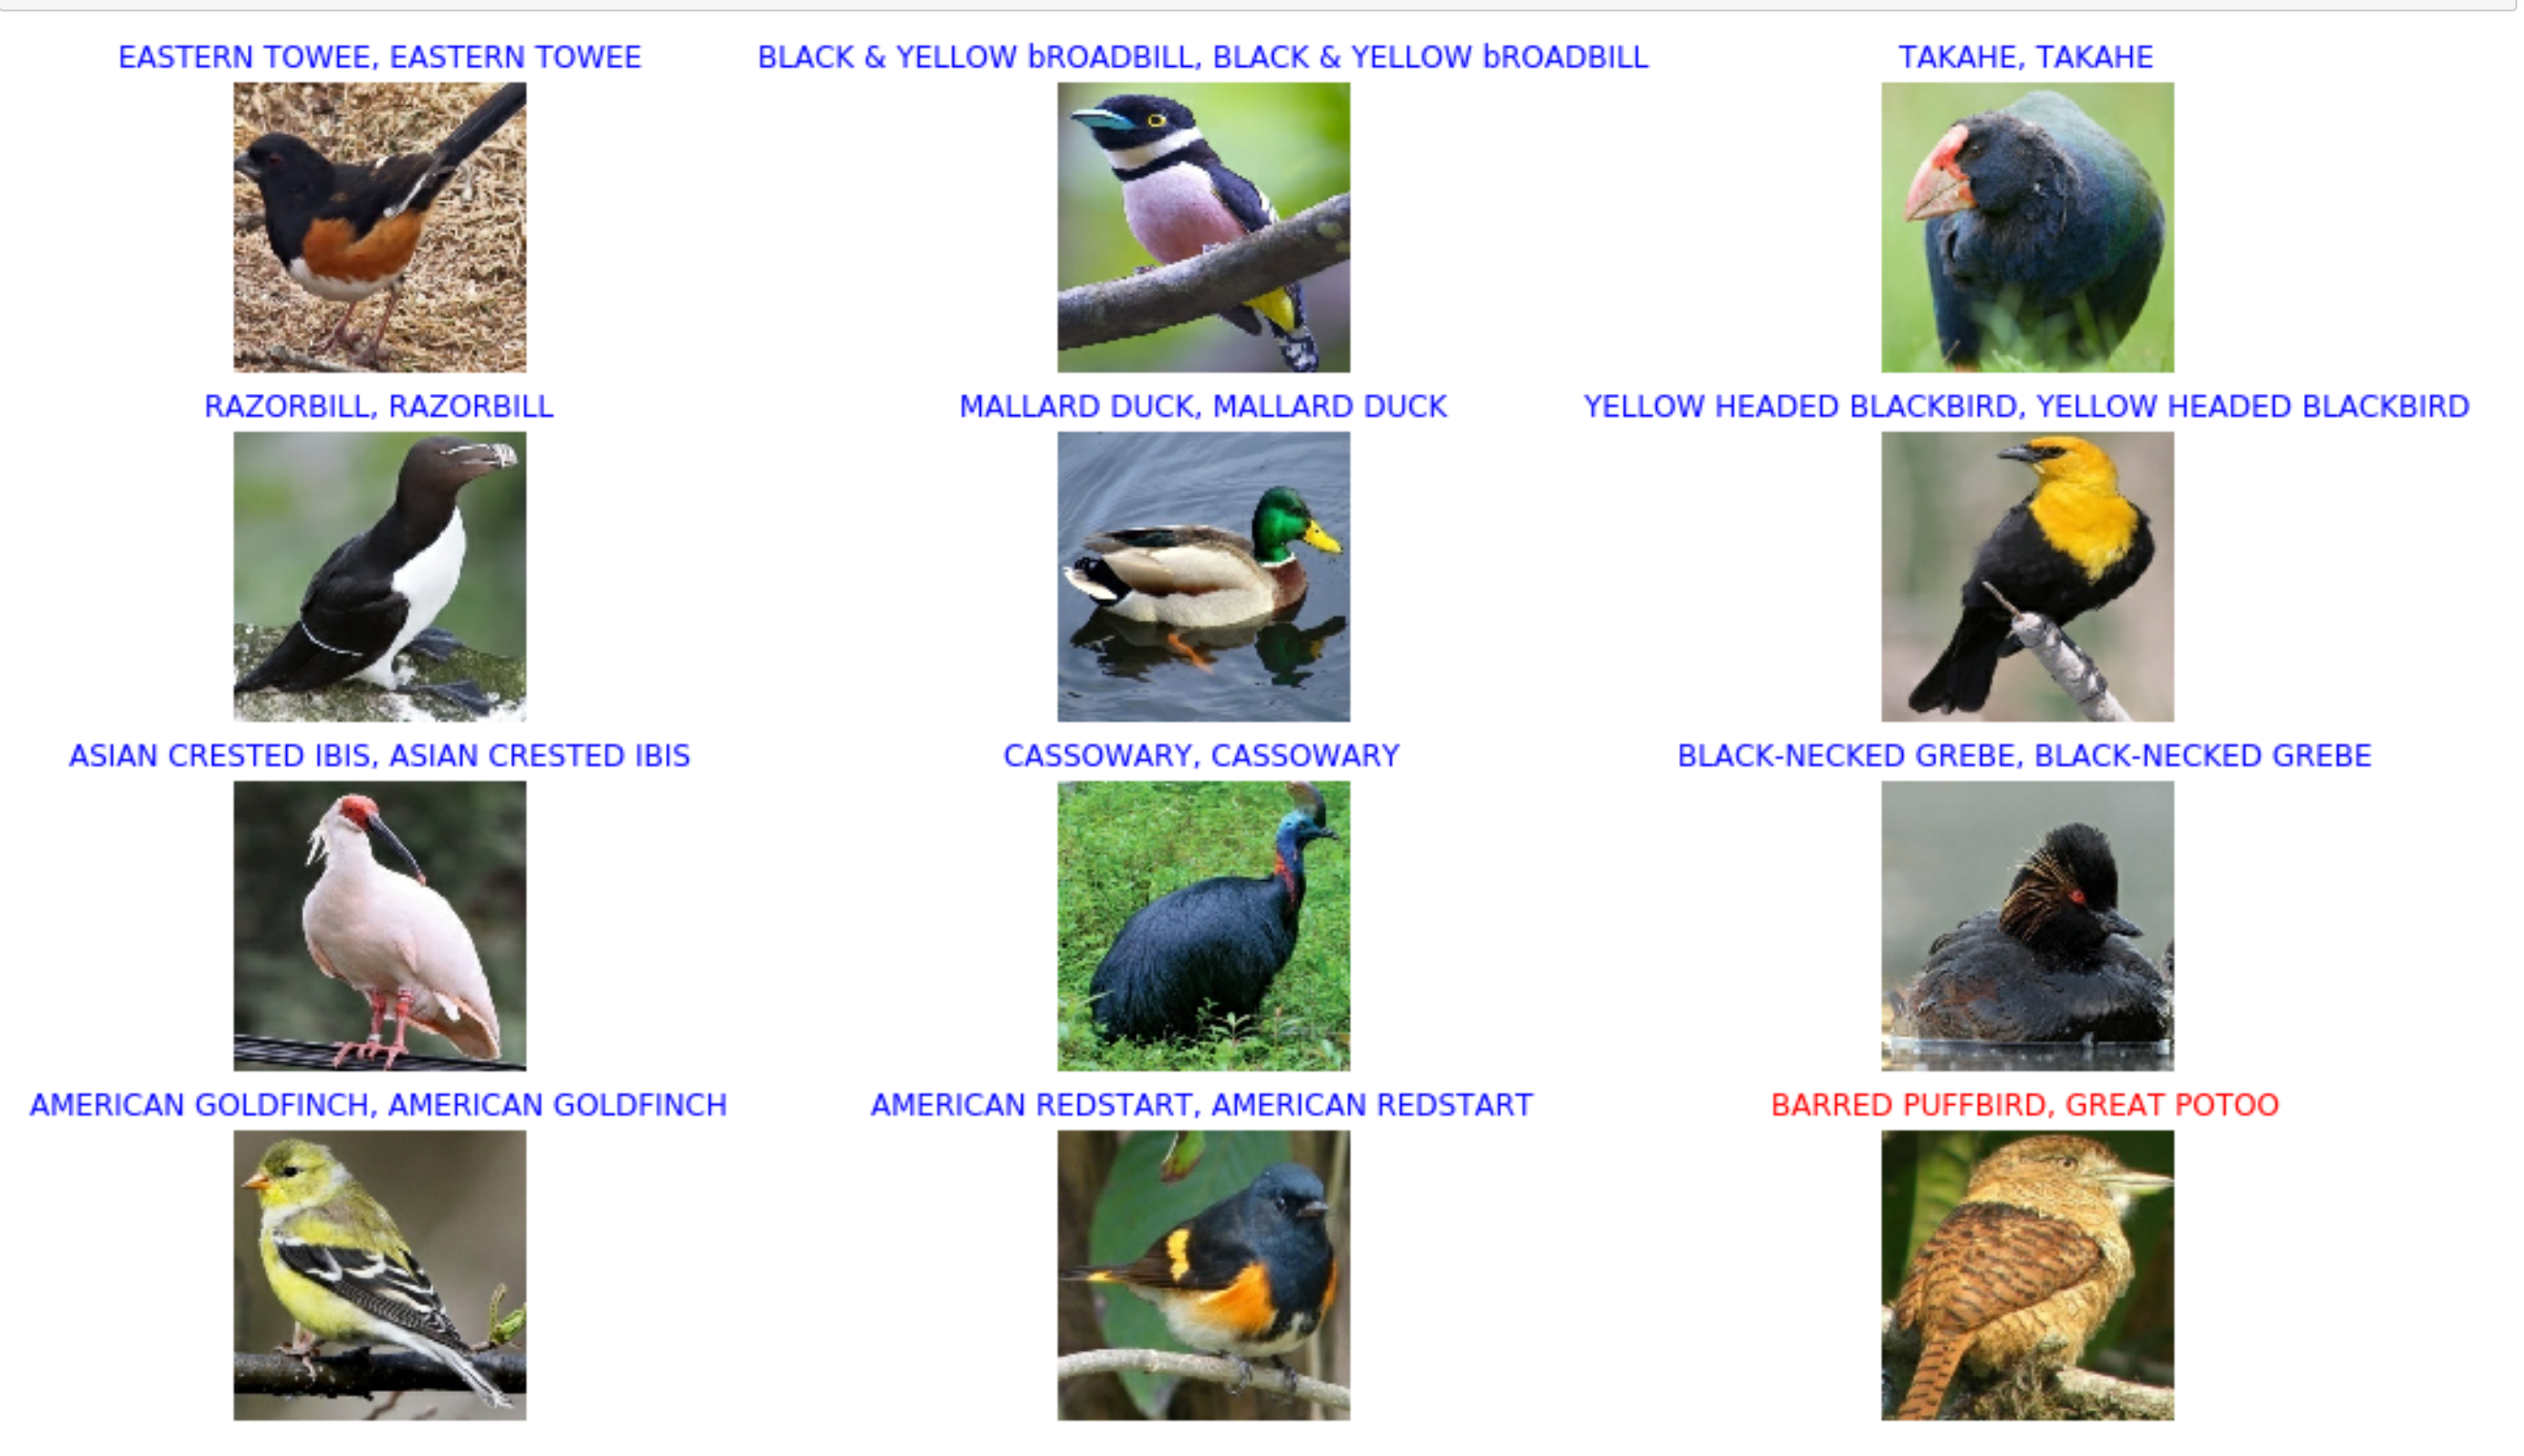 EASTERN TOWEE, EASTERN TOWEE
BLACK & YELLOW bROADBILL, BLACK & YELLOW bROADBILL
TAKAHE, TAKAHE
RAZORBILL, RAZORBILL
MALLARD DUCK, MALLARD DUCK
YELLOW HEADED BLACKBIRD, YELLOW HEADED BLACKBIRD
ASIAN CRESTED IBIS, ASIAN CRESTED IBIS
CASSOWARY, CASSOWARY
BLACK-NECKED GREBE, BLACK-NECKED GREBE
AMERICAN GOLDFINCH, AMERICAN GOLDFINCH
AMERICAN REDSTART, AMERICAN REDSTART
BARRED PUFFBIRD, GREAT POTOO